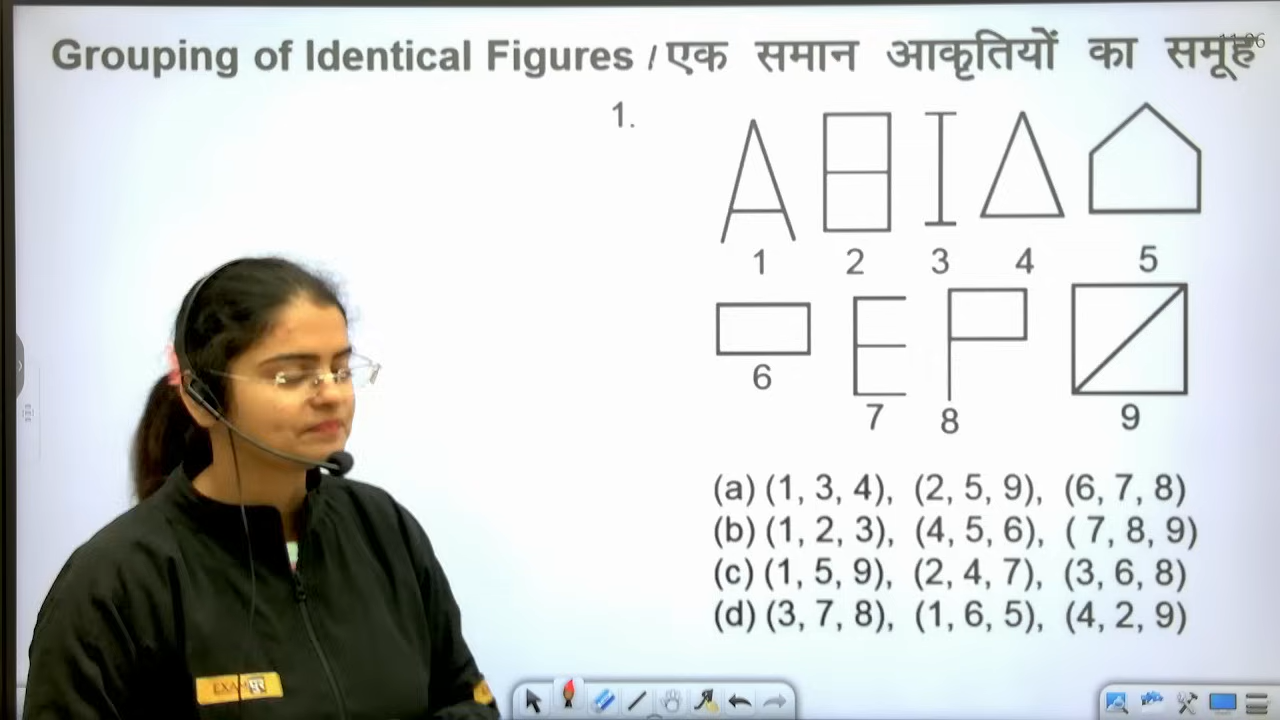 Grouping of Identical Figures / एक समान आकृतियों का समूह
1.
1 2 3 4 5
6 7 8 9
(a) (1, 3, 4), (2, 5, 9), (6, 7, 8)
(b) (1, 2, 3), (4, 5, 6), ( 7, 8, 9)
(c) (1, 5, 9), (2, 4, 7), (3, 6, 8)
(d) (3, 7, 8), (1, 6, 5), (4, 2, 9)